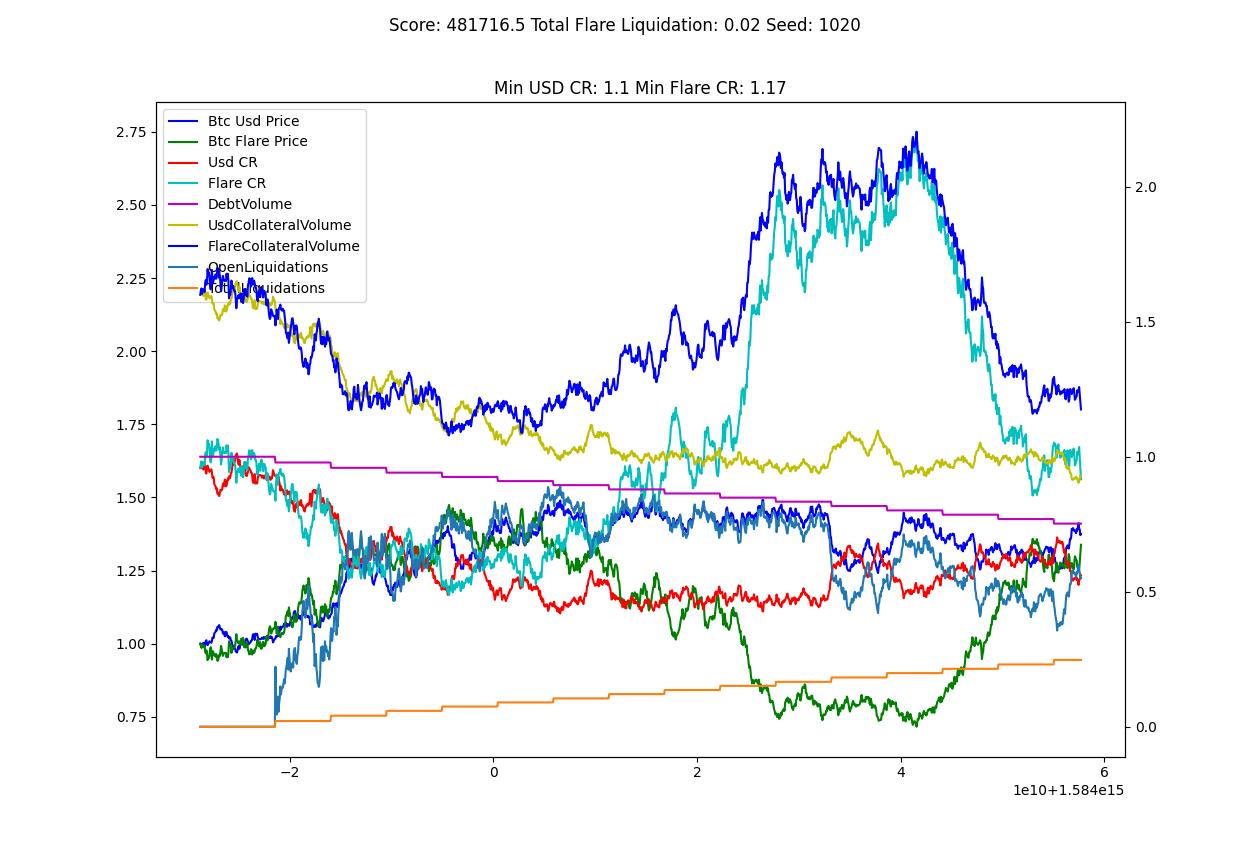 Score: 481716.5 Total Flare Liquidation: 0.02 Seed: 1020
Min USD CR: 1.1 Min Flare CR: 1.17
Btc Usd Price
Btc Flare Price
Usd CR
Flare CR
DebtVolume
UsdCollateralVolume
FlareCollateralVolume
OpenLiquidations
TotalLiquidations
2.75
2.50
2.25
2.00
1.75
1.50
1.25
1.00
0.75
2.0
1.5
1.0
0.5
0.0
−2
0
2
4
6
1e10+1.584e15